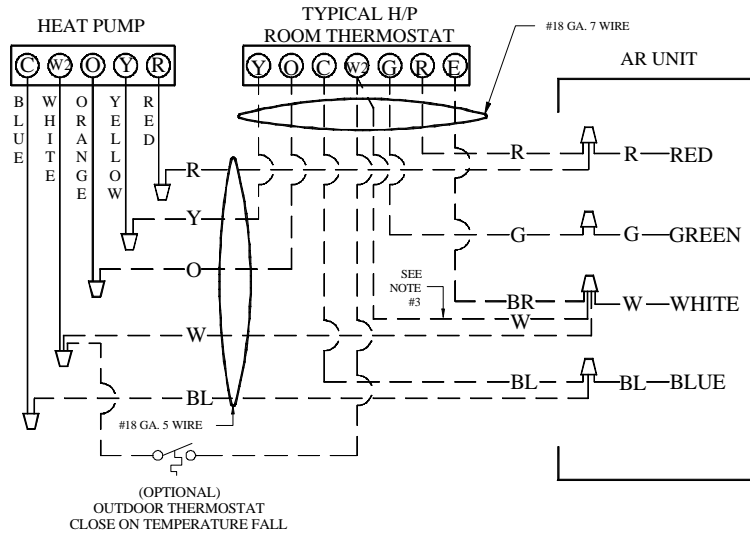 HEAT PUMP
C W2 O Y R
BLUE
WHITE
ORANGE
YELLOW
RED
TYPICAL H/P
ROOM THERMOSTAT
Y O C W2 G R E
#18 GA. 7 WIRE
AR UNIT
R
R
R RED
Y
G
G GREEN
O
SEE
NOTE
#3
BR
W
W WHITE
W
BL
BL BLUE
BL
#18 GA. 5 WIRE
(OPTIONAL)
OUTDOOR THERMOSTAT
CLOSE ON TEMPERATURE FALL